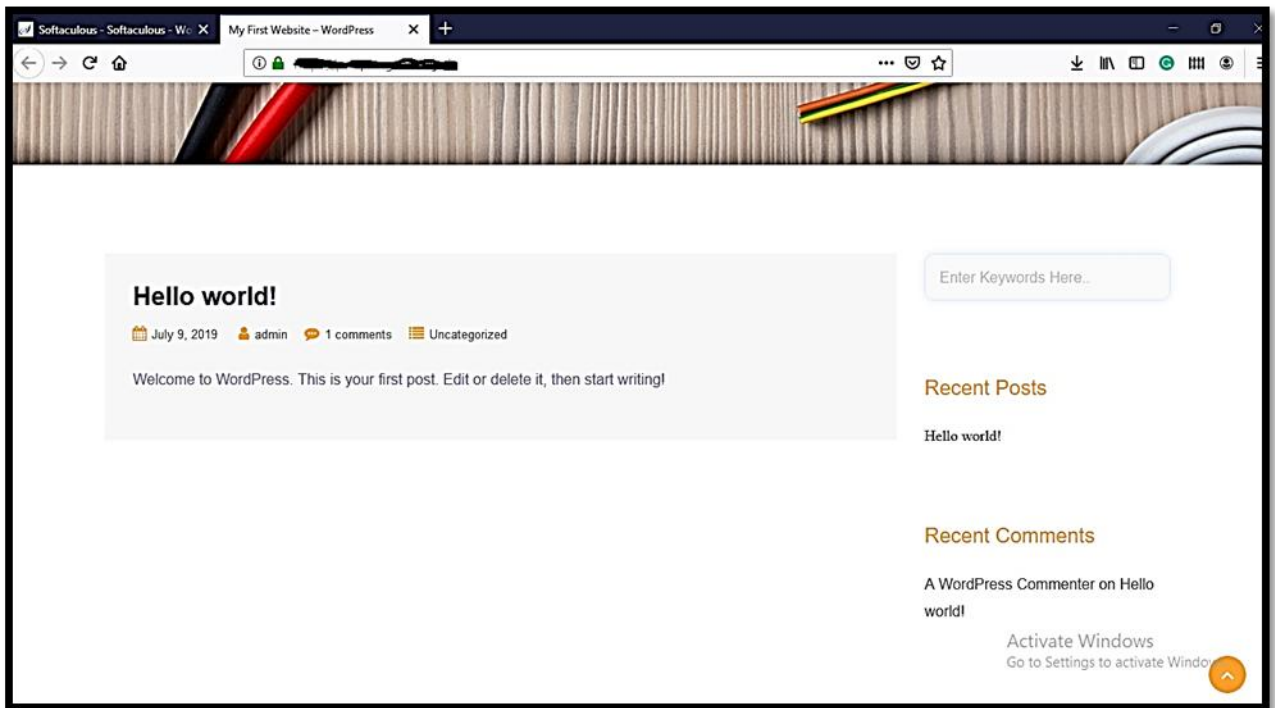 Softaculous - Softaculous - Wo
My First Website – WordPress
Hello world!
July 9, 2019 admin 1 comments Uncategorized
Welcome to WordPress. This is your first post. Edit or delete it, then start writing!
Enter Keywords Here..
Recent Posts
Hello world!
Recent Comments
A WordPress Commenter on Hello
world!
Activate Windows
Go to Settings to activate Window